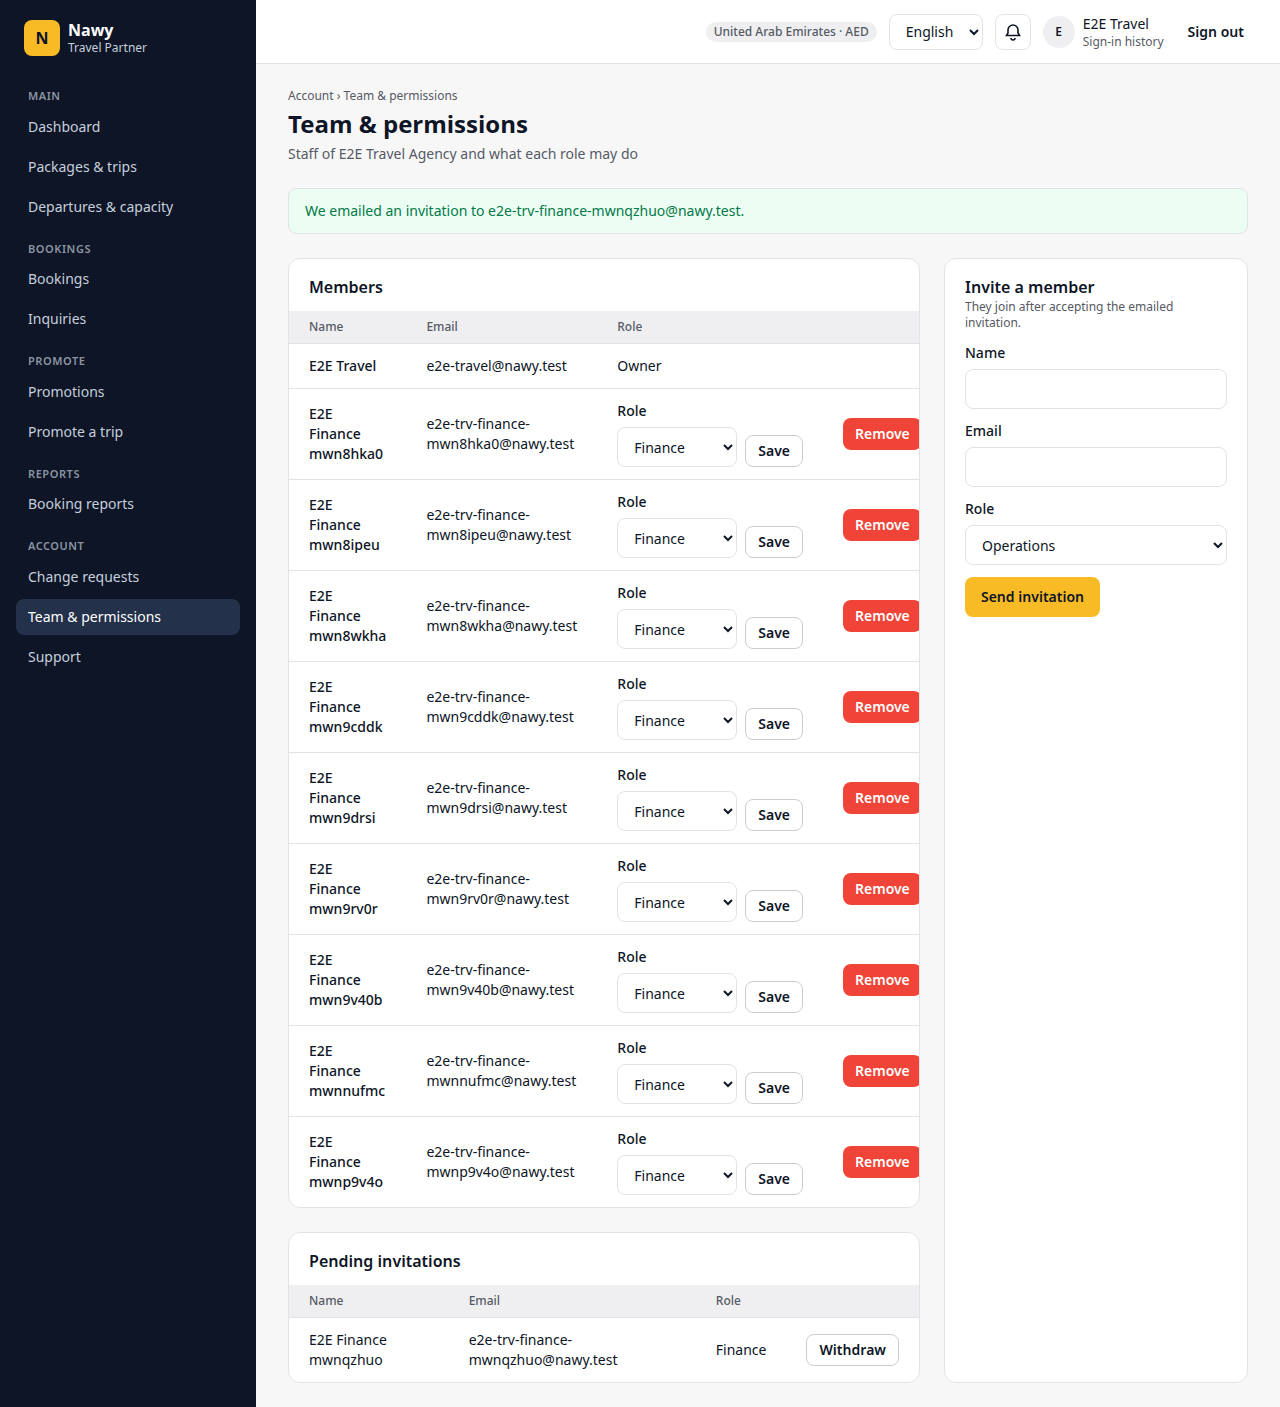 N
Nawy
Travel Partner
MAIN
Dashboard
Packages & trips
Departures & capacity
BOOKINGS
Bookings
Inquiries
PROMOTE
Promotions
Promote a trip
REPORTS
Booking reports
ACCOUNT
Change requests
Team & permissions
Support
United Arab Emirates · AED
English
E
E2E Travel
Sign-in history
Sign out
Account › Team & permissions
Team & permissions
Staff of E2E Travel Agency and what each role may do
We emailed an invitation to e2e-trv-finance-mwnqzhuo@nawy.test.
Members
Name Email Role
E2E Travel e2e-travel@nawy.test Owner
E2E
Finance
mwn8hka0
e2e-trv-finance-
mwn8hka0@nawy.test
Role
Finance Save Remove
E2E
Finance
mwn8ipeu
e2e-trv-finance-
mwn8ipeu@nawy.test
Role
Finance Save Remove
E2E
Finance
mwn8wkha
e2e-trv-finance-
mwn8wkha@nawy.test
Role
Finance Save Remove
E2E
Finance
mwn9cddk
e2e-trv-finance-
mwn9cddk@nawy.test
Role
Finance Save Remove
E2E
Finance
mwn9drsi
e2e-trv-finance-
mwn9drsi@nawy.test
Role
Finance Save Remove
E2E
Finance
mwn9rv0r
e2e-trv-finance-
mwn9rv0r@nawy.test
Role
Finance Save Remove
E2E
Finance
mwn9v40b
e2e-trv-finance-
mwn9v40b@nawy.test
Role
Finance Save Remove
E2E
Finance
mwnnufmc
e2e-trv-finance-
mwnnufmc@nawy.test
Role
Finance Save Remove
E2E
Finance
mwnp9v4o
e2e-trv-finance-
mwnp9v4o@nawy.test
Role
Finance Save Remove
Pending invitations
Name Email Role
E2E Finance
mwnqzhuo
e2e-trv-finance-
mwnqzhuo@nawy.test
Finance Withdraw
Invite a member
They join after accepting the emailed
invitation.
Name
Email
Role
Operations
Send invitation